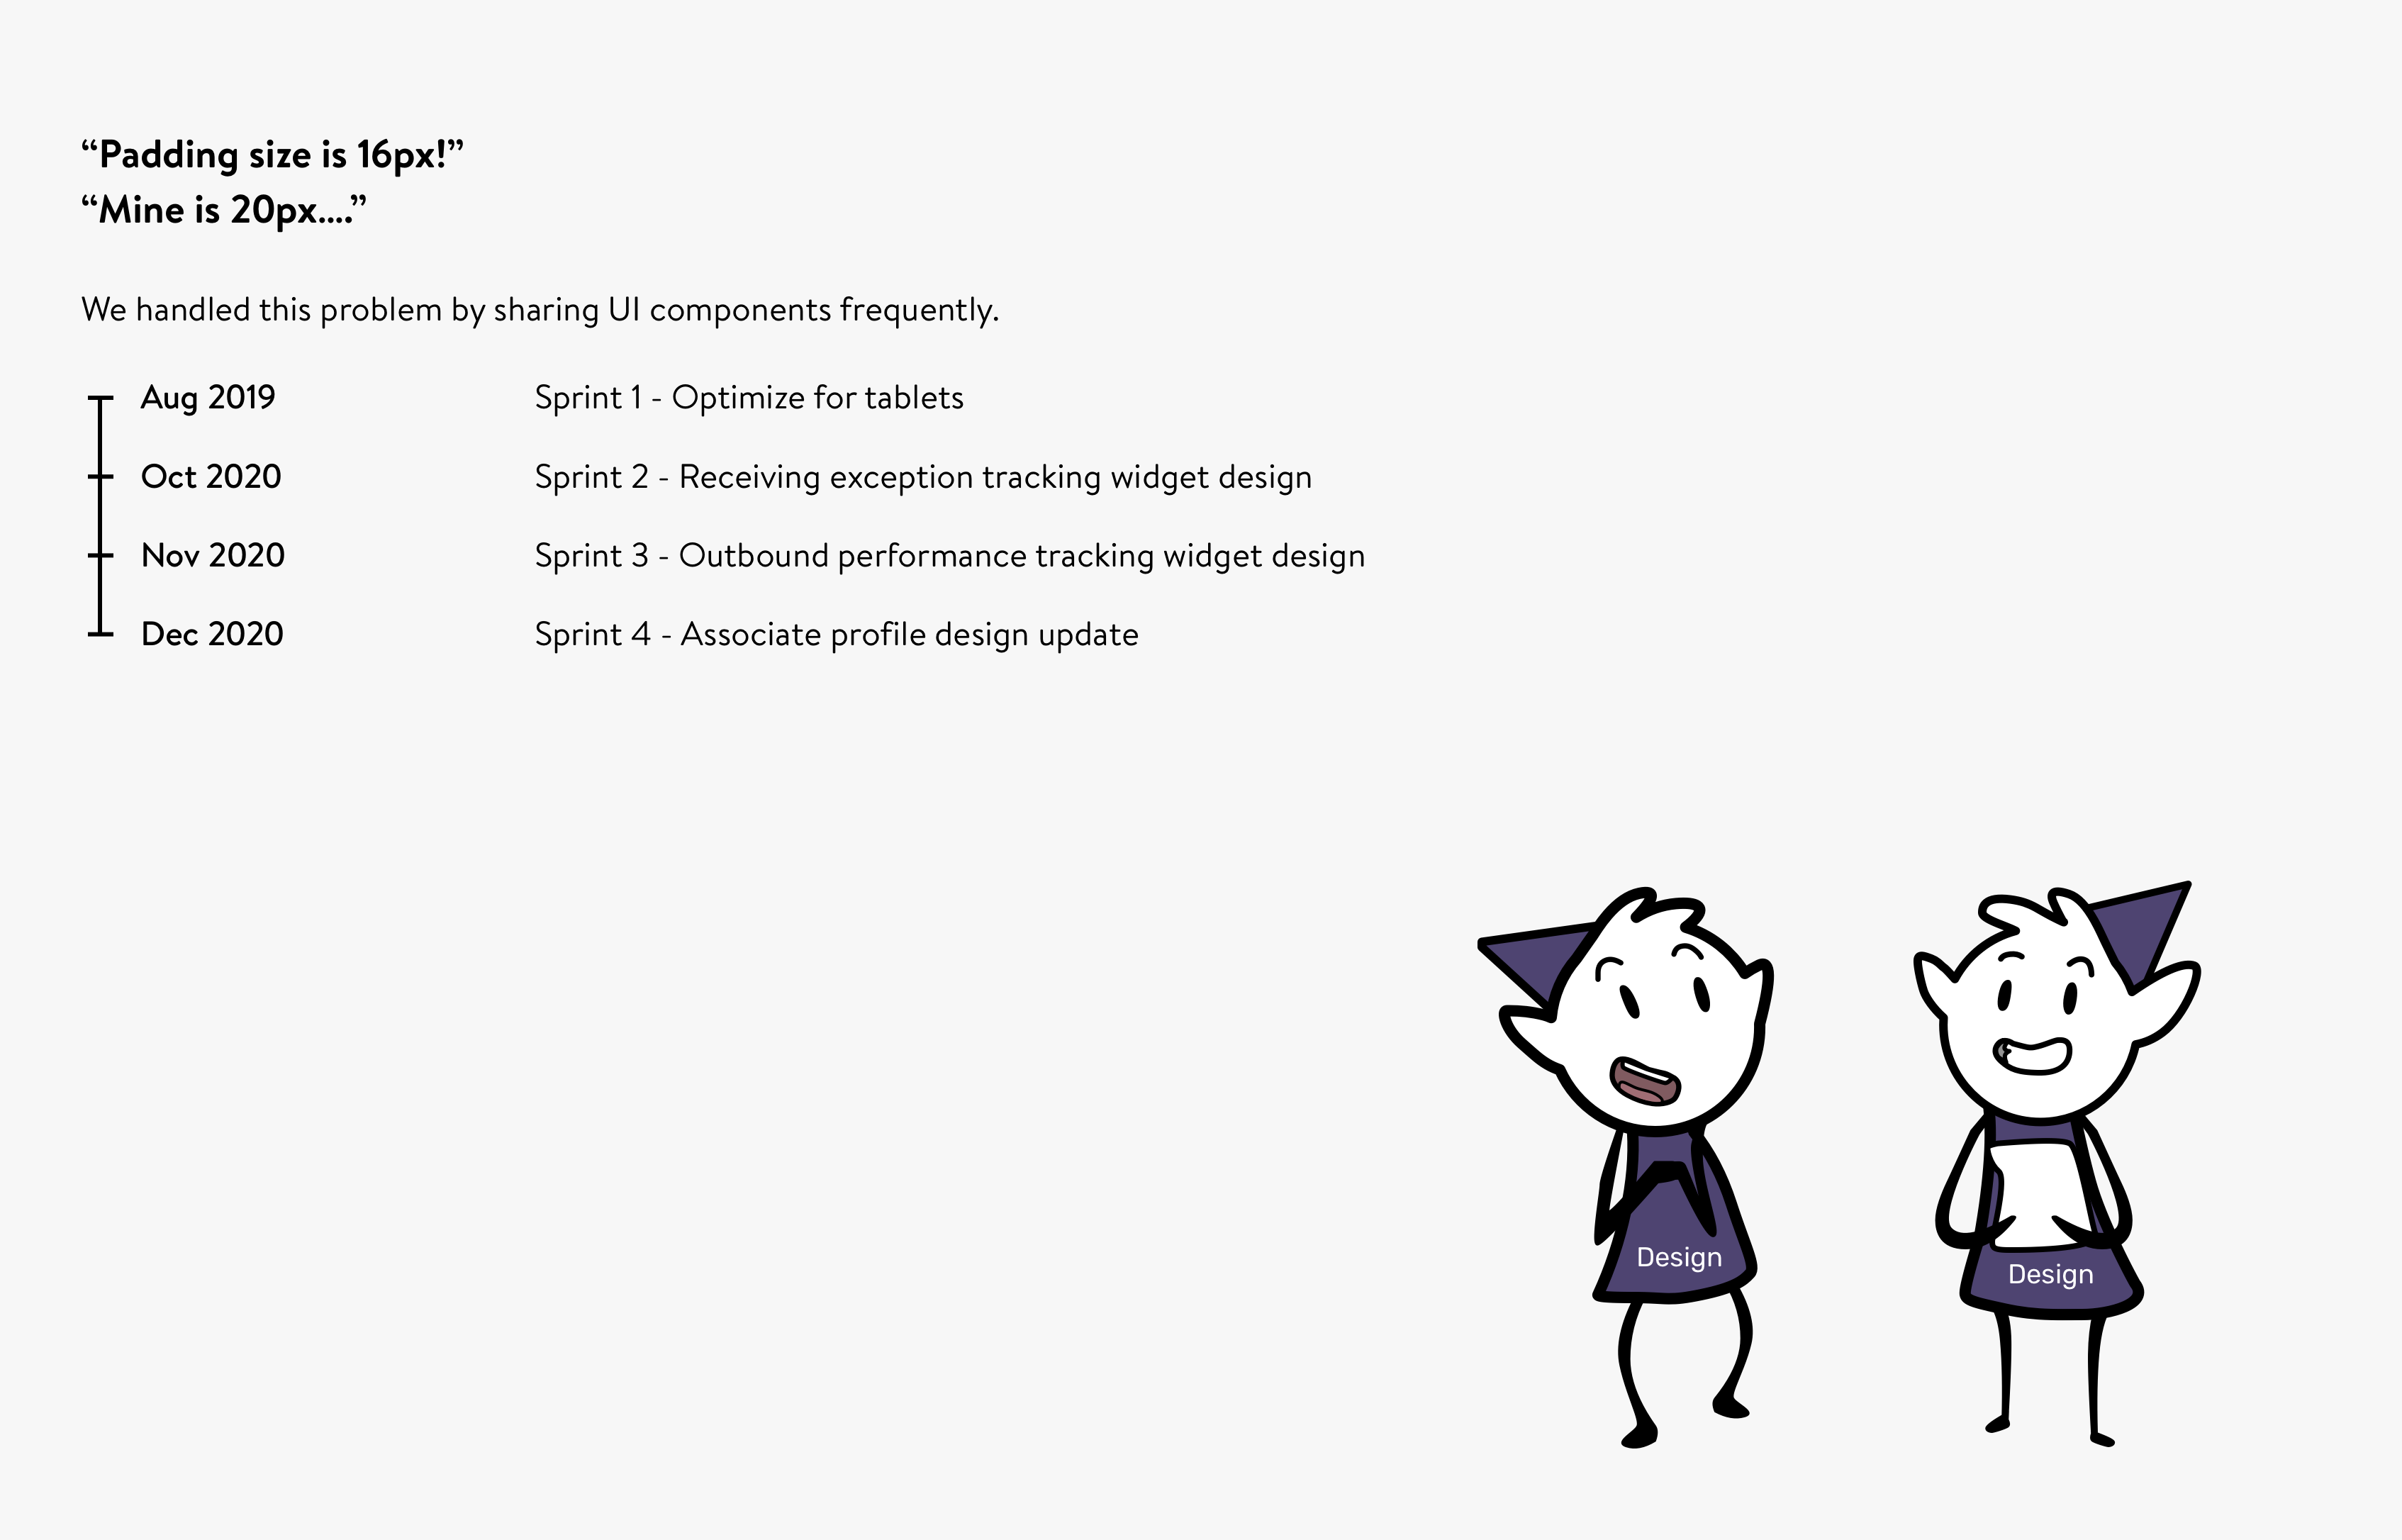 “Padding size is 16px!”
“Mine is 20px....”
We handled this problem by sharing UI components frequently.
Aug 2019 Sprint 1 - Optimize for tablets
Oct 2020 Sprint 2 - Receiving exception tracking widget design
Nov 2020 Sprint 3 - Outbound performance tracking widget design
Dec 2020 Sprint 4 - Associate profile design update
Design
Design